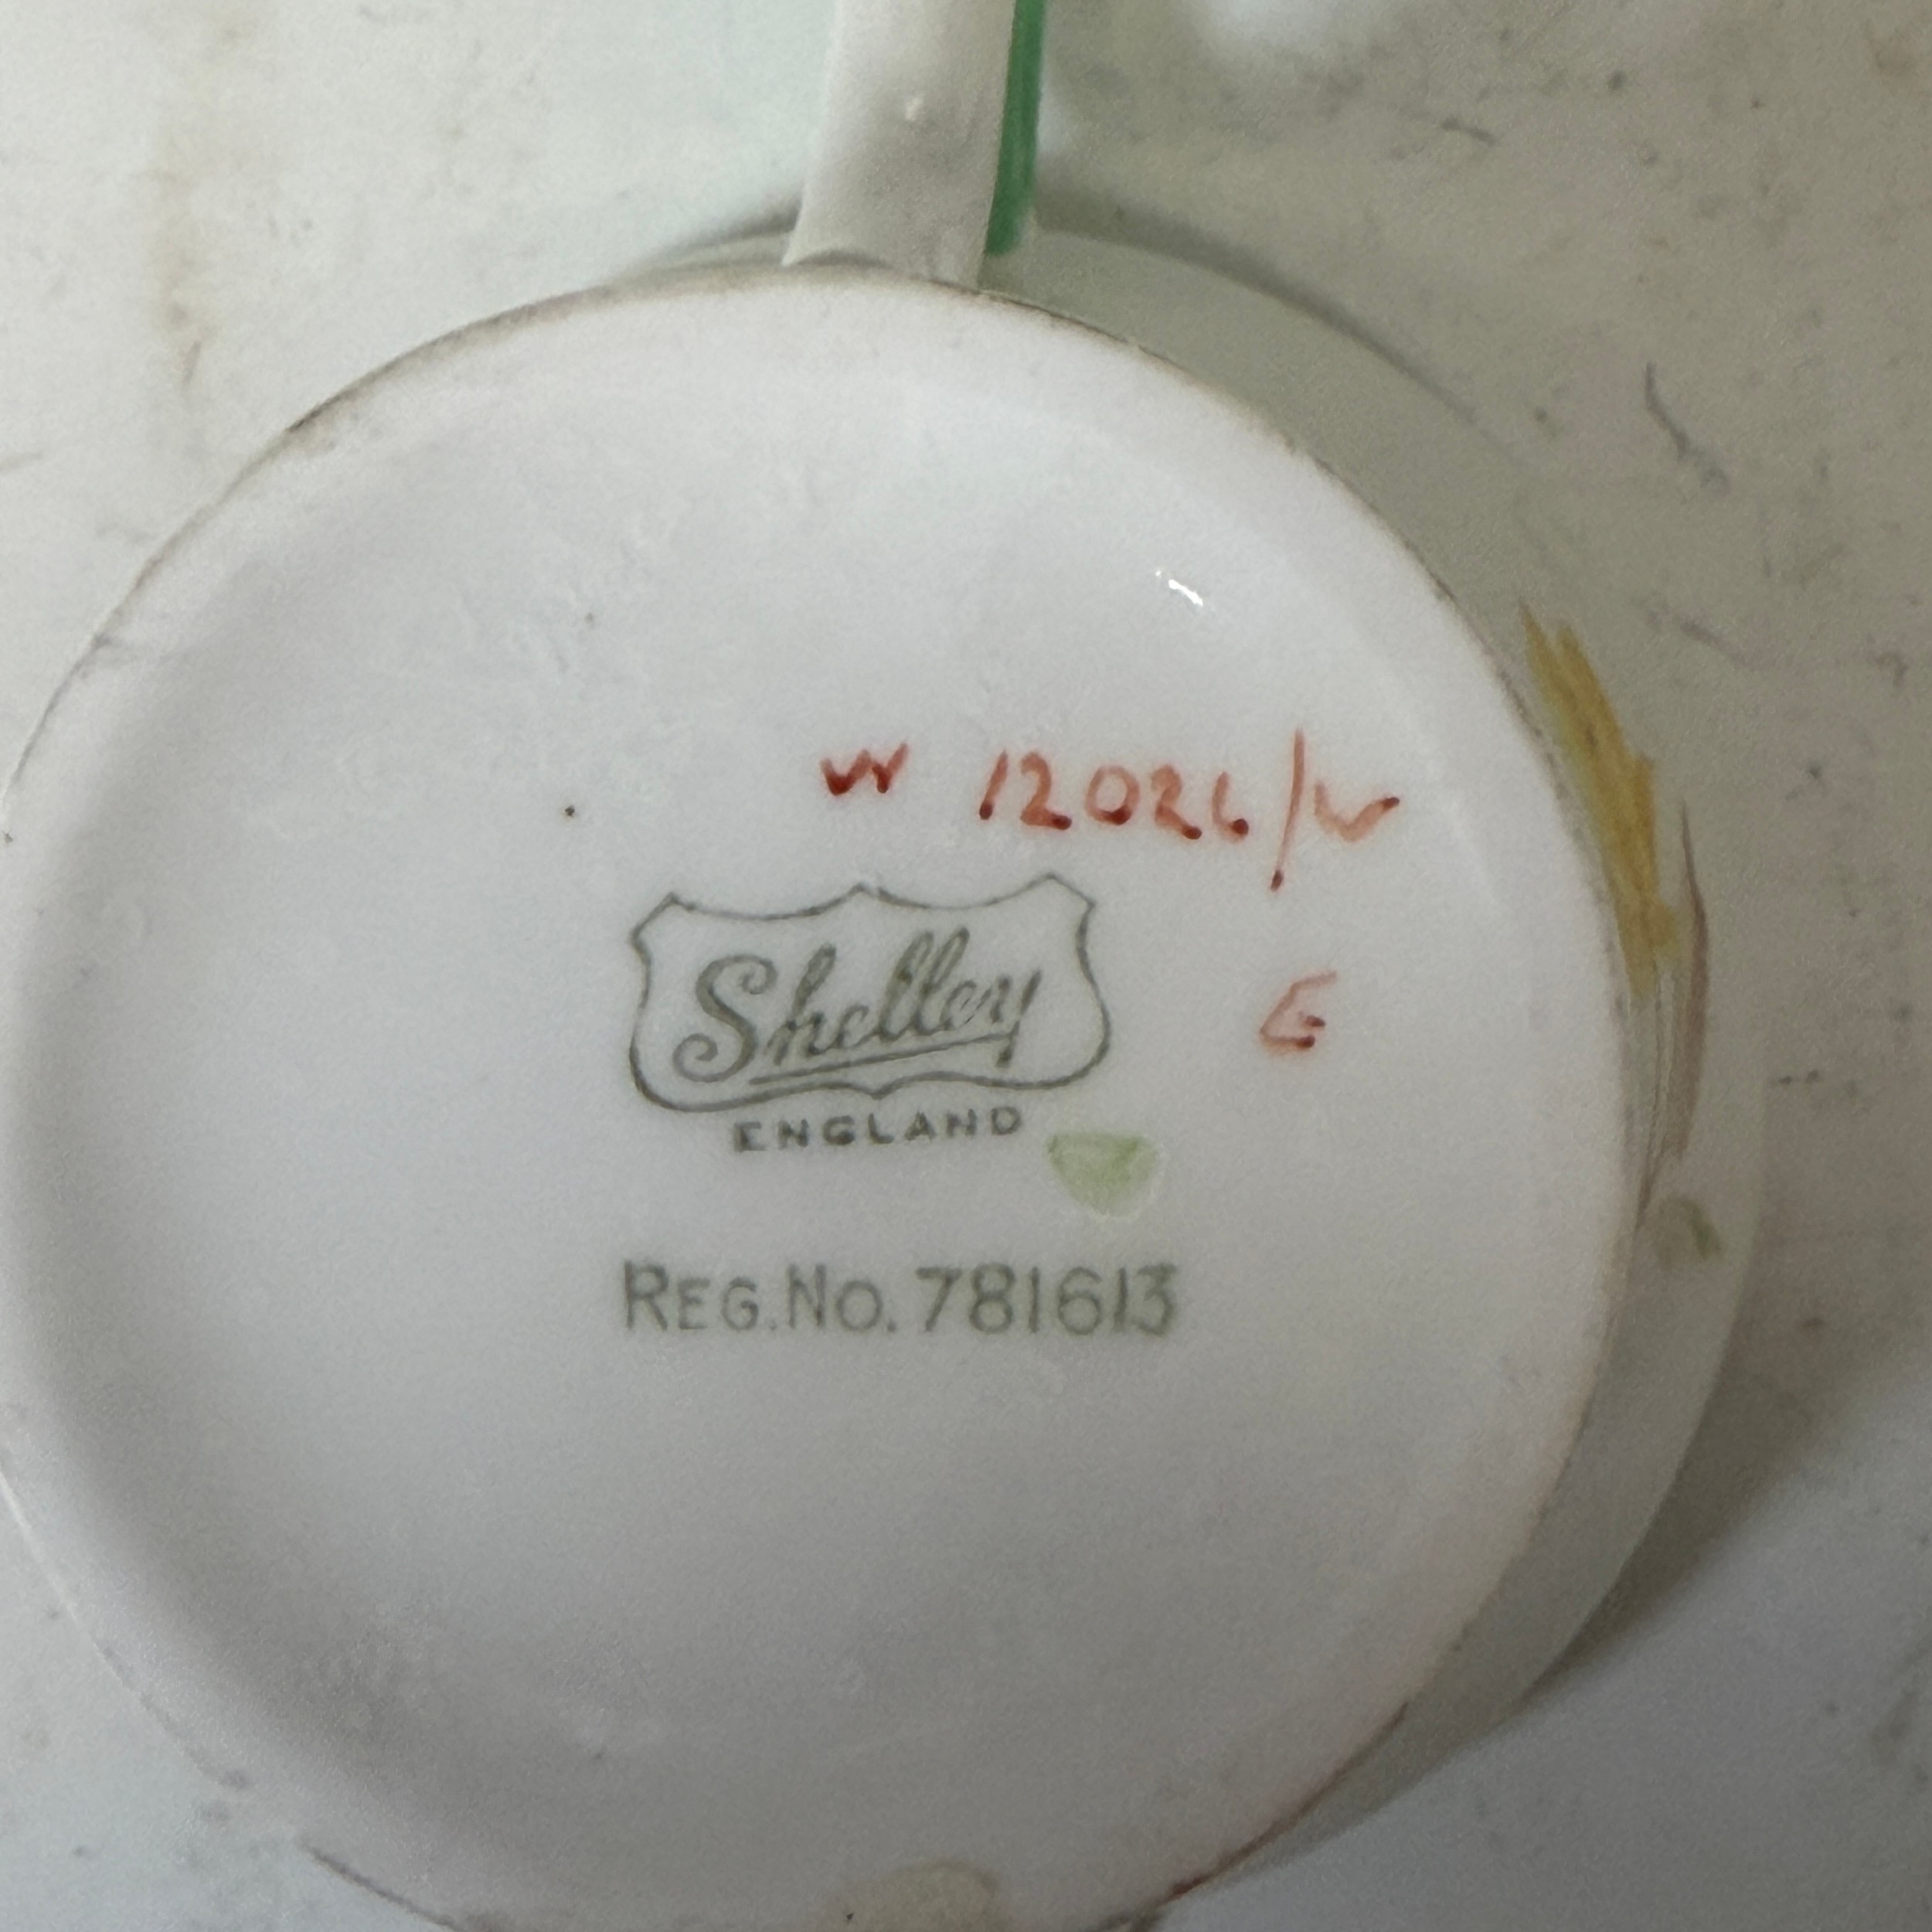 W 12026/W
Shelley
ENGLAND
G
REG. NO. 781613